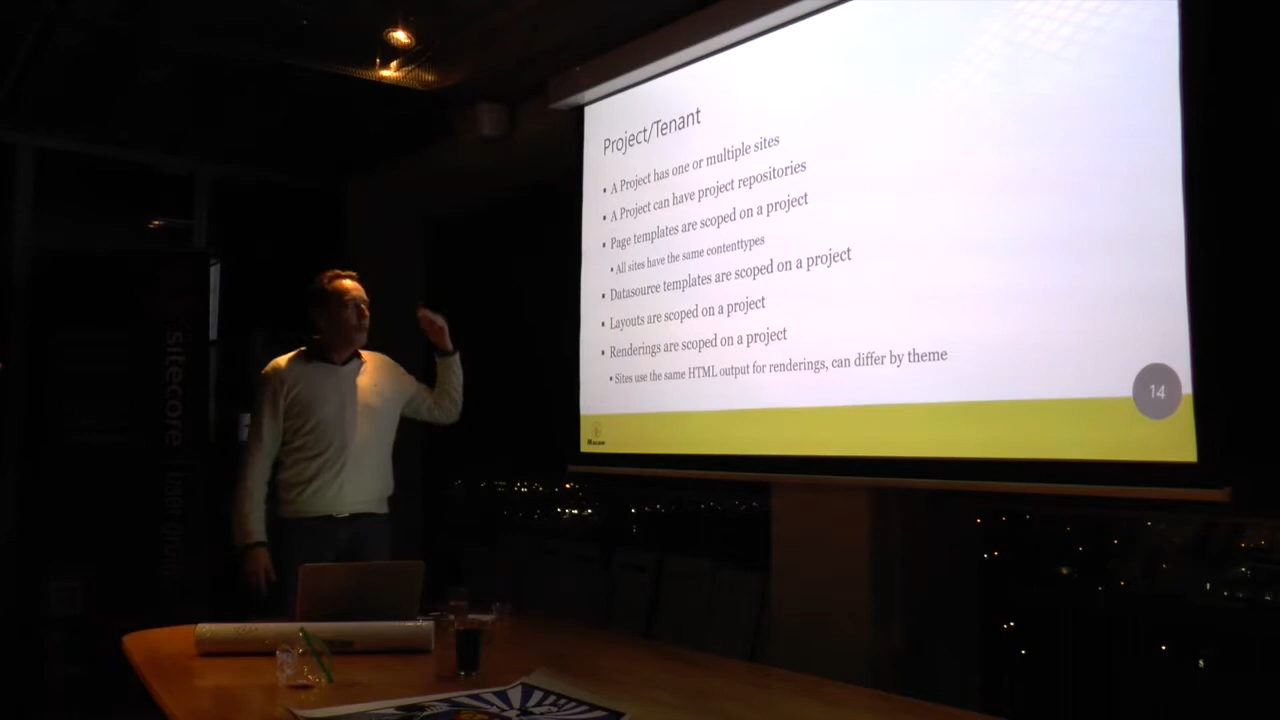 Project/Tenant
▪ A Project has one or multiple sites
▪ A Project can have project repositories
▪ Page templates are scoped on a project
▪ All sites have the same contenttypes
▪ Datasource templates are scoped on a project
▪ Layouts are scoped on a project
▪ Renderings are scoped on a project
▪ Sites use the same HTML output for renderings, can differ by theme
14
sitecore